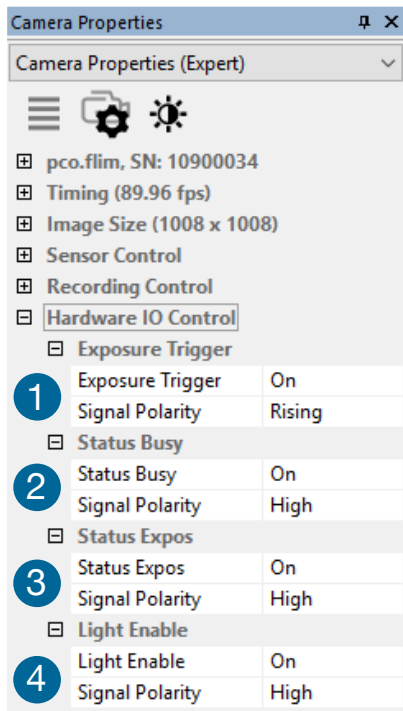 Camera Properties
Camera Properties (Expert)
pco.flim, SN: 10900034
Timing (89.96 fps)
Image Size (1008 x 1008)
Sensor Control
Recording Control
Hardware IO Control
Exposure Trigger
1 Exposure Trigger On
Signal Polarity Rising
Status Busy
2 Status Busy On
Signal Polarity High
Status Expos
3 Status Expos On
Signal Polarity High
Light Enable
4 Light Enable On
Signal Polarity High